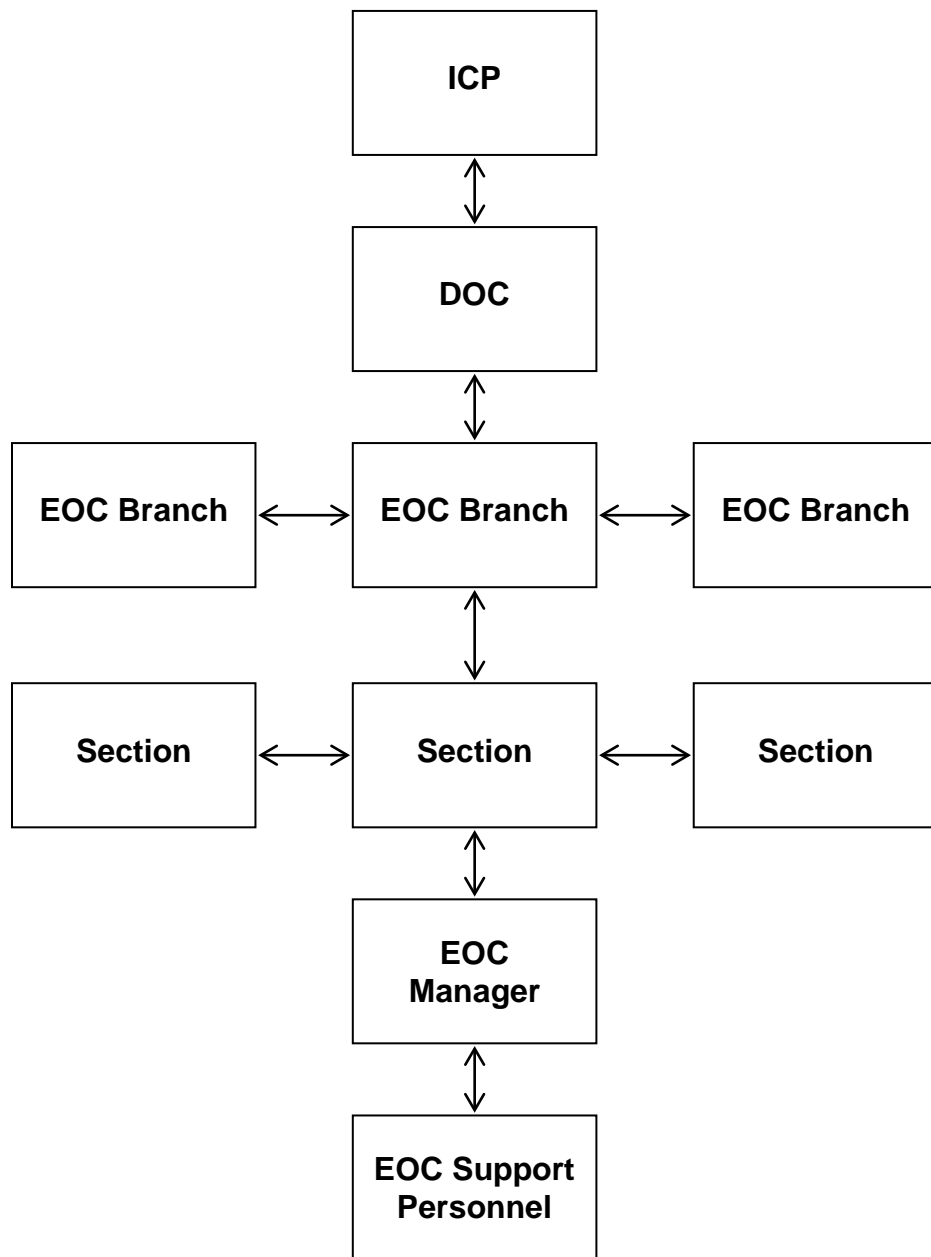 ICP
DOC
EOC Branch
EOC Branch
EOC Branch
Section
Section
Section
EOC
Manager
EOC Support
Personnel